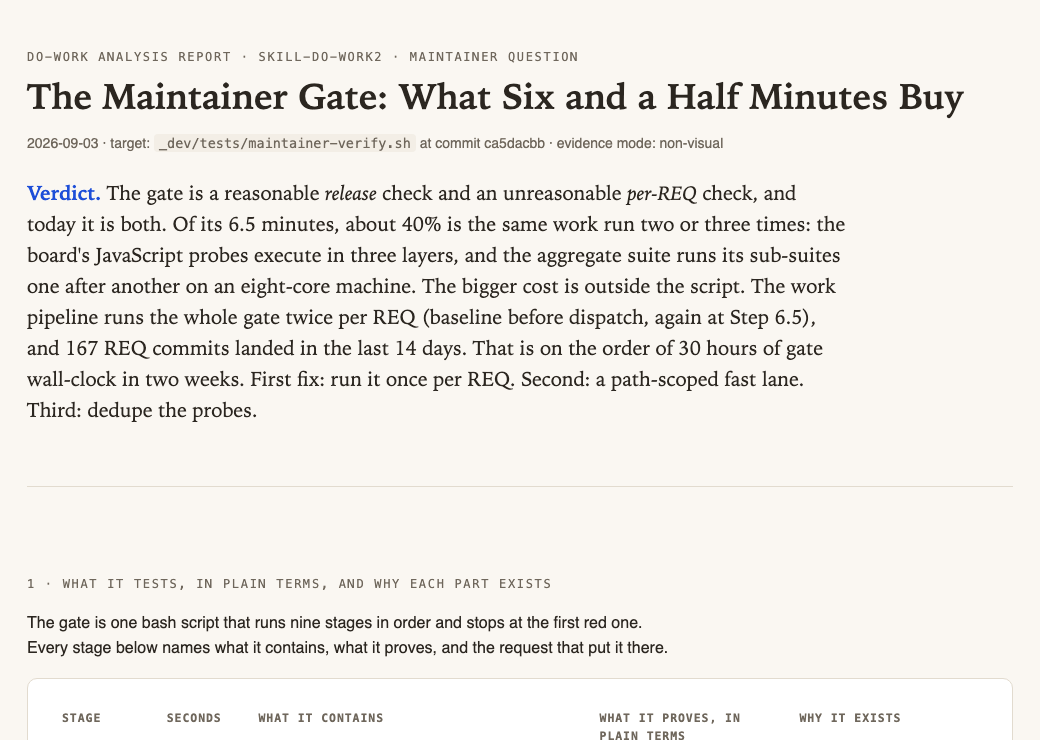 DO-WORK ANALYSIS REPORT · SKILL-DO-WORK2 · MAINTAINER QUESTION
The Maintainer Gate: What Six and a Half Minutes Buy
2026-09-03 · target: _dev/tests/maintainer-verify.sh at commit ca5dacbb · evidence mode: non-visual
Verdict. The gate is a reasonable release check and an unreasonable per-REQ check, and
today it is both. Of its 6.5 minutes, about 40% is the same work run two or three times: the
board's JavaScript probes execute in three layers, and the aggregate suite runs its sub-suites
one after another on an eight-core machine. The bigger cost is outside the script. The work
pipeline runs the whole gate twice per REQ (baseline before dispatch, again at Step 6.5),
and 167 REQ commits landed in the last 14 days. That is on the order of 30 hours of gate
wall-clock in two weeks. First fix: run it once per REQ. Second: a path-scoped fast lane.
Third: dedupe the probes.
1 · WHAT IT TESTS, IN PLAIN TERMS, AND WHY EACH PART EXISTS
The gate is one bash script that runs nine stages in order and stops at the first red one.
Every stage below names what it contains, what it proves, and the request that put it there.
STAGE SECONDS WHAT IT CONTAINS WHAT IT PROVES, IN WHY IT EXISTS
PLAIN TERMS